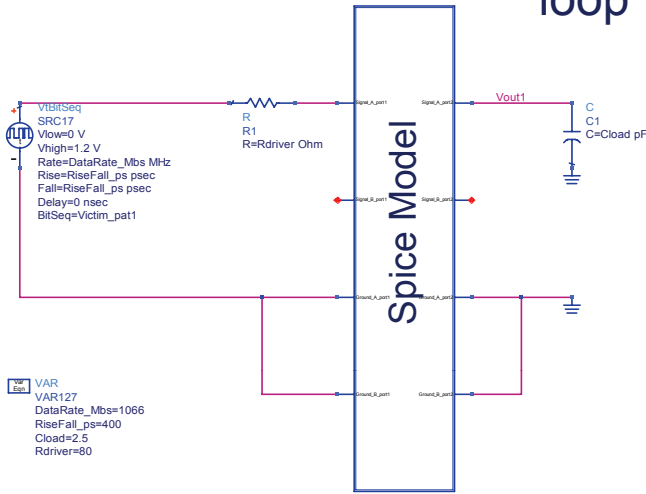 loop
VtBitSeq
SRC17
Vlow=0 V
Vhigh=1.2 V
Rate=DataRate_Mbs MHz
Rise=RiseFall_ps psec
Fall=RiseFall_ps psec
Delay=0 nsec
BitSeq=Victim_pat1
R
R1
R=Rdriver Ohm
Signal_A_port1
Signal_A_port2
Signal_B_port1
Signal_B_port2
Ground_A_port1
Ground_A_port2
Ground_B_port1
Ground_B_port2
Spice Model
Vout1
C
C1
C=Cload pF
Var
Eqn
VAR
VAR127
DataRate_Mbs=1066
RiseFall_ps=400
Cload=2.5
Rdriver=80